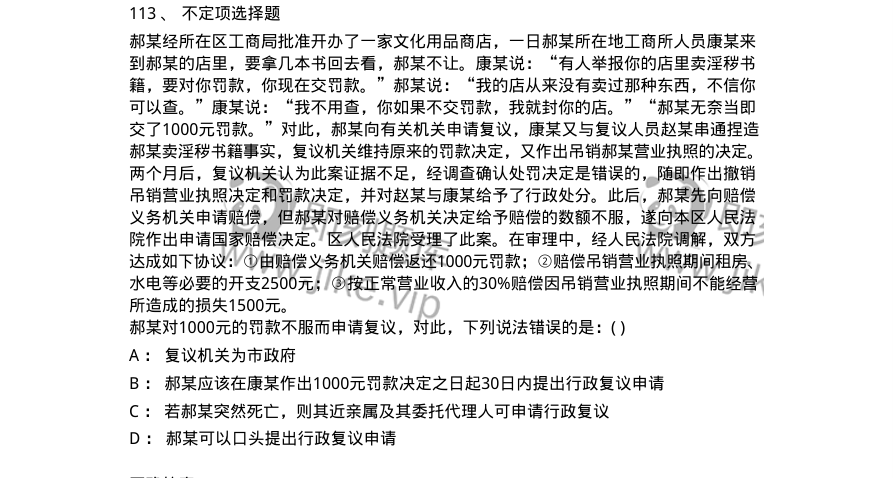 113 、 不定项选择题
郝某经所在区工商局批准开办了一家文化用品商店，一日郝某所在地工商所人员康某来
到郝某的店里，要拿几本书回去看，郝某不让。康某说：“有人举报你的店里卖淫秽书
籍，要对你罚款，你现在交罚款。”郝某说：“我的店从来没有卖过那种东西，不信你
可以查。”康某说：“我不用查，你如果不交罚款，我就封你的店。”“郝某无奈当即
交了1000元罚款。”对此，郝某向有关机关申请复议，康某又与复议人员赵某串通捏造
郝某卖淫秽书籍事实，复议机关维持原来的罚款决定，又作出吊销郝某营业执照的决定。
两个月后，复议机关认为此案证据不足，经调查确认处罚决定是错误的，随即作出撤销
吊销营业执照决定和罚款决定，并对赵某与康某给予了行政处分。此后，郝某先向赔偿
义务机关申请赔偿，但郝某对赔偿义务机关决定给予赔偿的数额不服，遂向本区人民法
院作出申请国家赔偿决定。区人民法院受理了此案。在审理中，经人民法院调解，双方
达成如下协议：①由赔偿义务机关赔偿返还1000元罚款；②赔偿吊销营业执照期间租房、
水电等必要的开支2500元；③按正常营业收入的30%赔偿因吊销营业执照期间不能经营
所造成的损失1500元。
郝某对1000元的罚款不服而申请复议，对此，下列说法错误的是：( )
A ： 复议机关为市政府
B ： 郝某应该在康某作出1000元罚款决定之日起30日内提出行政复议申请
C ： 若郝某突然死亡，则其近亲属及其委托代理人可申请行政复议
D ： 郝某可以口头提出行政复议申请
即刻题库
www.jike.vip